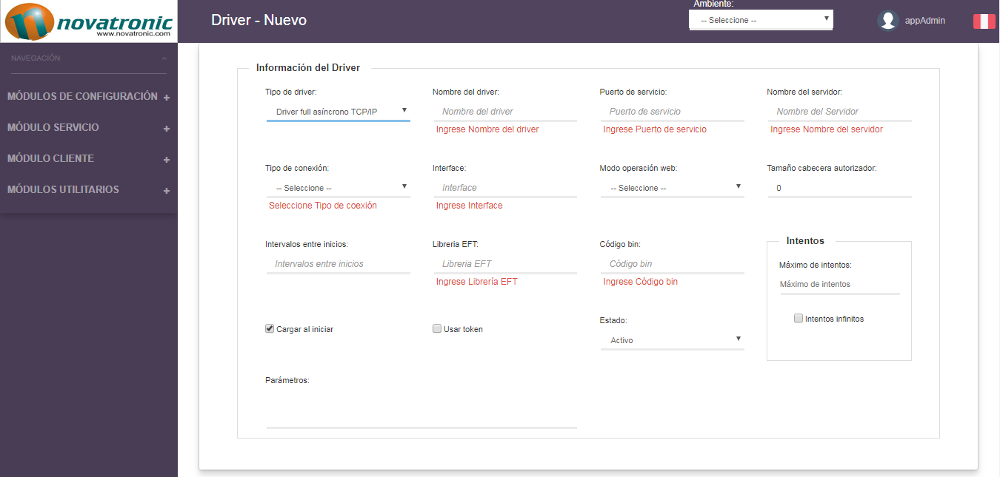 novatronic
www.novatronic.com
Driver - Nuevo
Ambiente:
-- Seleccione --
appAdmin
NAVEGACIÓN
MÓDULOS DE CONFIGURACIÓN +
MÓDULO SERVICIO +
MÓDULO CLIENTE +
MÓDULOS UTILITARIOS +
Información del Driver
Tipo de driver: Nombre del driver: Puerto de servicio: Nombre del servidor:
Driver full asíncrono TCP/IP Nombre del driver Puerto de servicio Nombre del Servidor
Ingrese Nombre del driver Ingrese Puerto de servicio Ingrese Nombre del servidor
Tipo de conexión: Interface: Modo operación web: Tamaño cabecera autorizador:
-- Seleccione -- Interface -- Seleccione -- 0
Seleccione Tipo de coexión Ingrese Interface
Intervalos entre inicios: Libreria EFT: Código bin:
Intervalos entre inicios Libreria EFT Código bin
Ingrese Librería EFT Ingrese Código bin
Intentos
Máximo de intentos:
Máximo de intentos
Intentos infinitos
Cargar al iniciar Usar token Estado:
Activo
Parámetros: